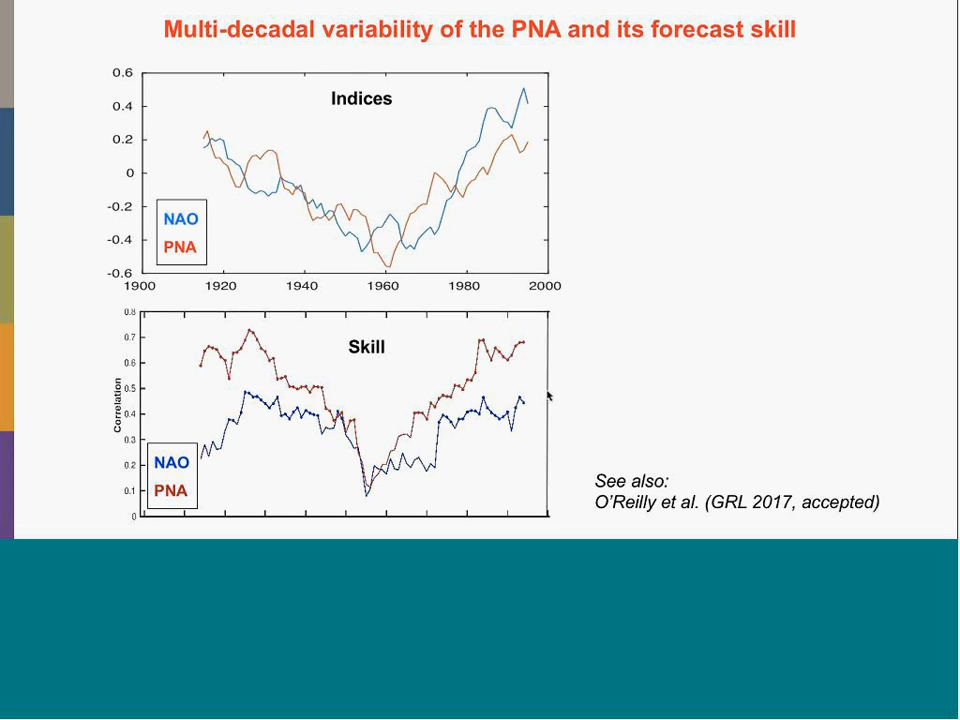 Multi-decadal variability of the PNA and its forecast skill
Indices
0.6
0.4
0.2
0
-0.2
-0.4
-0.6
NAO
PNA
1900 1920 1940 1960 1980 2000
Skill
0.8
0.7
0.6
0.5
0.4
0.3
0.2
0.1
0
Correlation
NAO
PNA
See also:
O'Reilly et al. (GRL 2017, accepted)